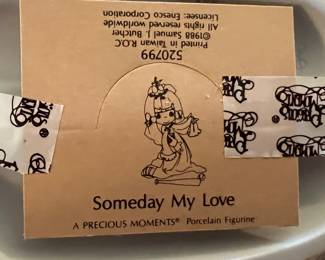 Licensee: Enesco Corporation
All rights reserved worldwide
©1988 Samuel J. Butcher
Printed in Taiwan R.O.C
520799
Someday My Love
A PRECIOUS MOMENTS® Porcelain Figurine